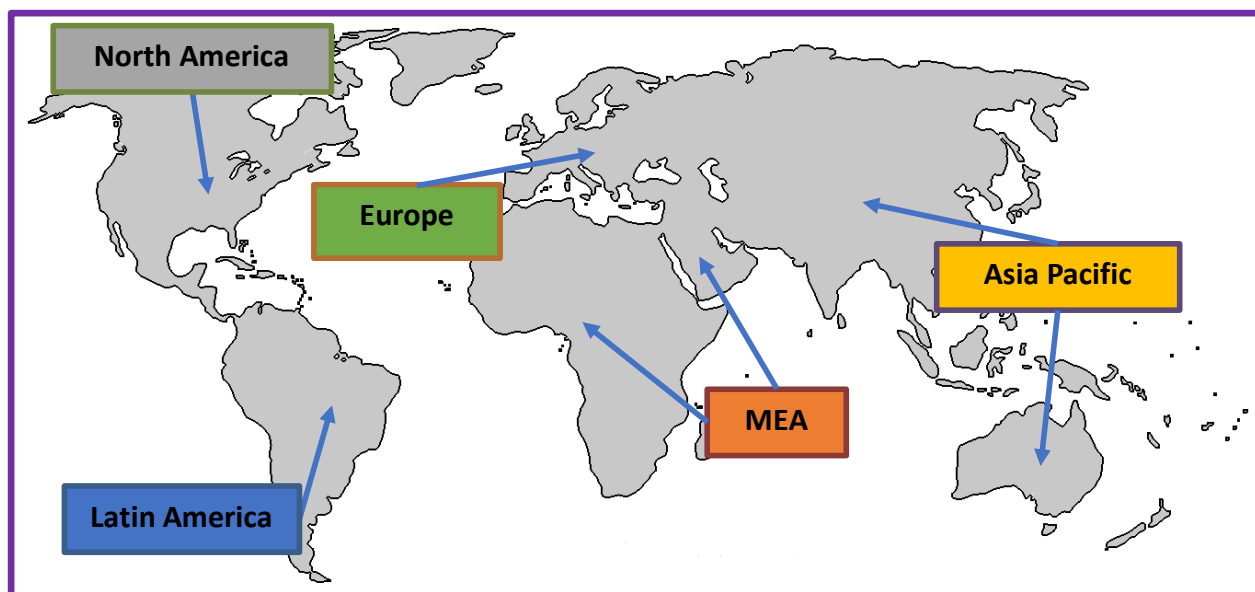 North America
Europe
Asia Pacific
MEA
Latin America